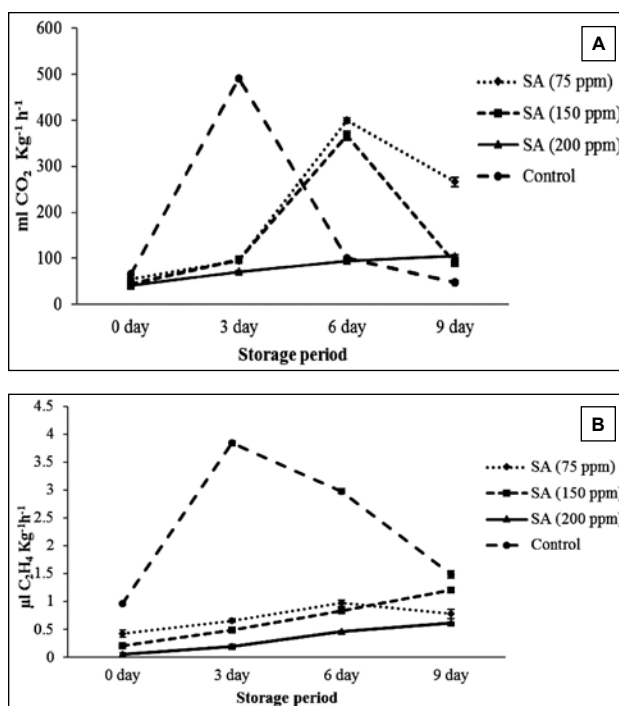 A
600
500
400
300
200
100
0
ml CO₂ Kg⁻¹ h⁻¹
0 day 3 day 6 day 9 day
Storage period
SA (75 ppm)
SA (150 ppm)
SA (200 ppm)
Control
B
4.5
4
3.5
3
2.5
2
1.5
1
0.5
0
µl C₂H₄ Kg⁻¹h⁻¹
0 day 3 day 6 day 9 day
Storage period
SA (75 ppm)
SA (150 ppm)
SA (200 ppm)
Control